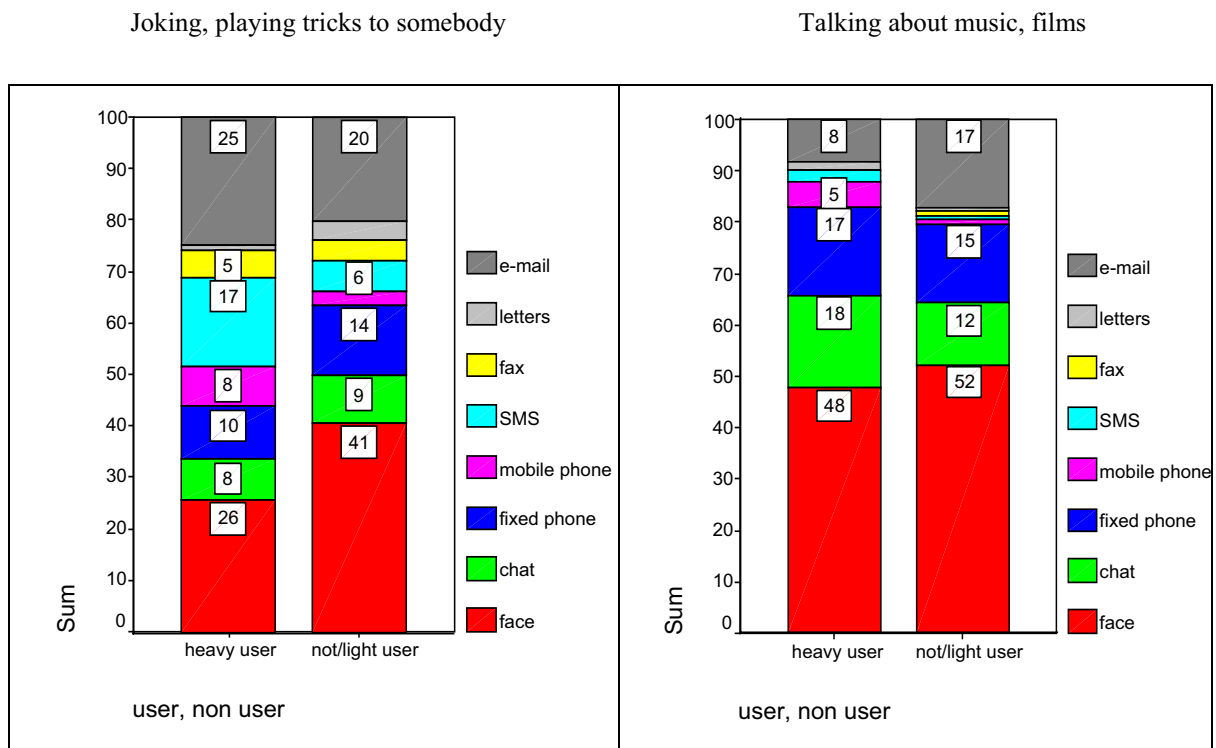 Joking, playing tricks to somebody
Talking about music, films
100
90
80
70
60
50
40
30
20
10
0
Sum
25
5
17
8
10
8
26
20
6
14
9
41
heavy user
not/light user
user, non user
e-mail
letters
fax
SMS
mobile phone
fixed phone
chat
face
100
90
80
70
60
50
40
30
20
10
0
Sum
8
5
17
18
48
17
15
12
52
heavy user
not/light user
user, non user
e-mail
letters
fax
SMS
mobile phone
fixed phone
chat
face